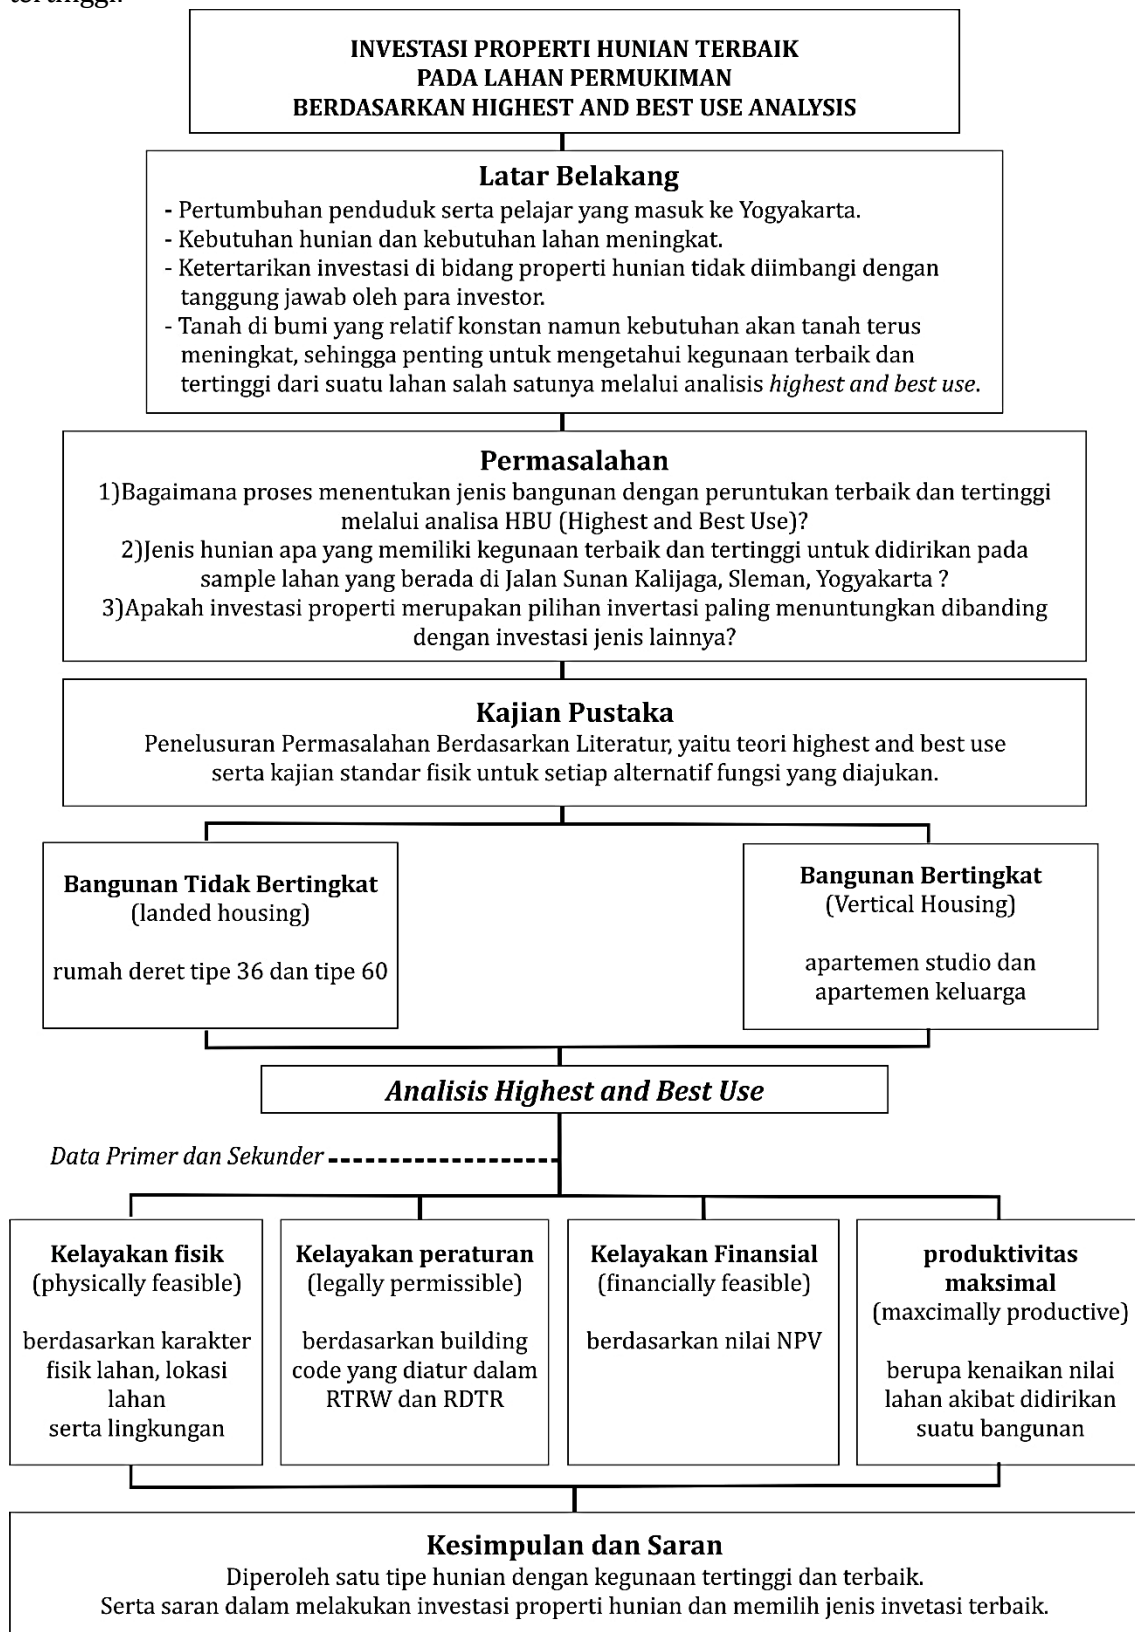 tertinggi.
INVESTASI PROPERTI HUNIAN TERBAIK
PADA LAHAN PERMUKIMAN
BERDASARKAN HIGHEST AND BEST USE ANALYSIS
Latar Belakang
- Pertumbuhan penduduk serta pelajar yang masuk ke Yogyakarta.
- Kebutuhan hunian dan kebutuhan lahan meningkat.
- Ketertarikan investasi di bidang properti hunian tidak diimbangi dengan
tanggung jawab oleh para investor.
- Tanah di bumi yang relatif konstan namun kebutuhan akan tanah terus
meningkat, sehingga penting untuk mengetahui kegunaan terbaik dan
tertinggi dari suatu lahan salah satunya melalui analisis highest and best use.
Permasalahan
1)Bagaimana proses menentukan jenis bangunan dengan peruntukan terbaik dan tertinggi
melalui analisa HBU (Highest and Best Use)?
2)Jenis hunian apa yang memiliki kegunaan terbaik dan tertinggi untuk didirikan pada
sample lahan yang berada di Jalan Sunan Kalijaga, Sleman, Yogyakarta ?
3)Apakah investasi properti merupakan pilihan invertasi paling menuntungkan dibanding
dengan investasi jenis lainnya?
Kajian Pustaka
Penelusuran Permasalahan Berdasarkan Literatur, yaitu teori highest and best use
serta kajian standar fisik untuk setiap alternatif fungsi yang diajukan.
Bangunan Tidak Bertingkat
(landed housing)
rumah deret tipe 36 dan tipe 60
Bangunan Bertingkat
(Vertical Housing)
apartemen studio dan
apartemen keluarga
Analisis Highest and Best Use
Data Primer dan Sekunder
Kelayakan fisik
(physically feasible)
berdasarkan karakter
fisik lahan, lokasi
lahan
serta lingkungan
Kelayakan peraturan
(legally permissible)
berdasarkan building
code yang diatur dalam
RTRW dan RDTR
Kelayakan Finansial
(financially feasible)
berdasarkan nilai NPV
produktivitas
maksimal
(maxcimally productive)
berupa kenaikan nilai
lahan akibat didirikan
suatu bangunan
Kesimpulan dan Saran
Diperoleh satu tipe hunian dengan kegunaan tertinggi dan terbaik.
Serta saran dalam melakukan investasi properti hunian dan memilih jenis invetasi terbaik.